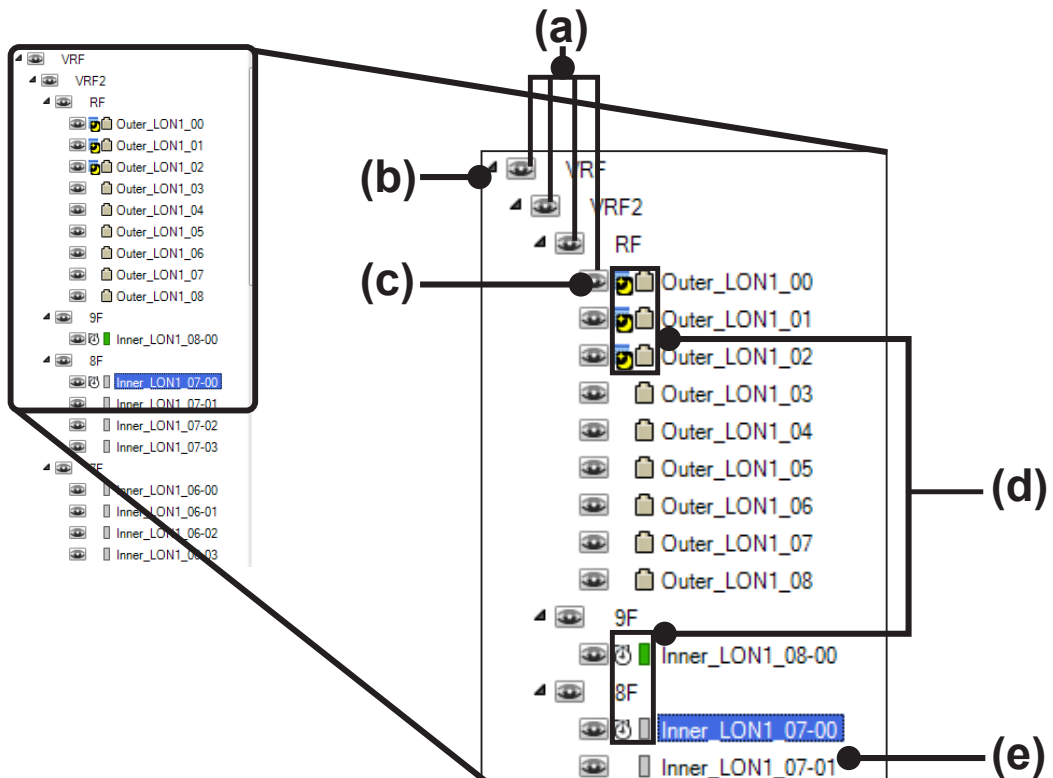 VRF
VRF2
RF
Outer_LON1_00
Outer_LON1_01
Outer_LON1_02
Outer_LON1_03
Outer_LON1_04
Outer_LON1_05
Outer_LON1_06
Outer_LON1_07
Outer_LON1_08
9F
Inner_LON1_08-00
8F
Inner_LON1_07-00
Inner_LON1_07-01
Inner_LON1_07-02
Inner_LON1_07-03
Inner_LON1_06-00
Inner_LON1_06-01
Inner_LON1_06-02
Inner_LON1_06-03
(a)
(b)
VRF
VRF2
RF
(c)
Outer_LON1_00
Outer_LON1_01
Outer_LON1_02
Outer_LON1_03
Outer_LON1_04
Outer_LON1_05
Outer_LON1_06
Outer_LON1_07
Outer_LON1_08
(d)
9F
Inner_LON1_08-00
8F
Inner_LON1_07-00
Inner_LON1_07-01
(e)